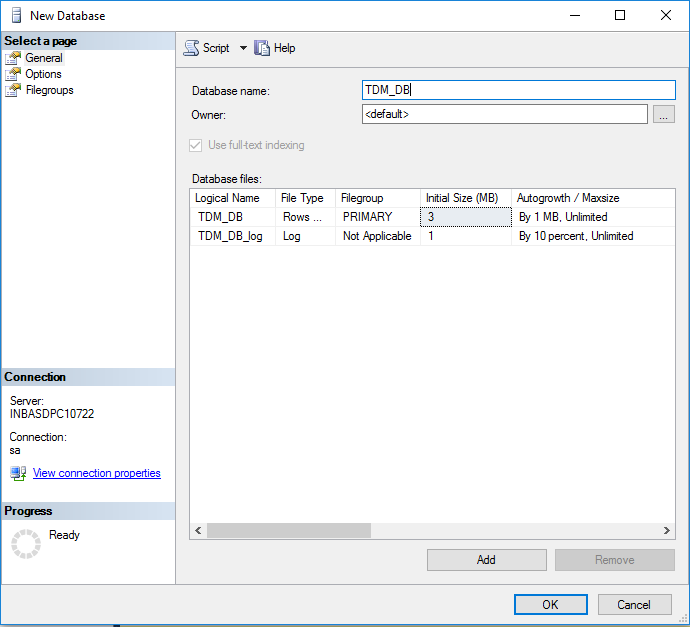 New Database
Select a page
General
Options
Filegroups
Script Help
Database name: TDM_DB
Owner: <default> ...
Use full-text indexing
Database files:
Logical Name File Type Filegroup Initial Size (MB) Autogrowth / Maxsize
TDM_DB Rows ... PRIMARY 3 By 1 MB, Unlimited
TDM_DB_log Log Not Applicable 1 By 10 percent, Unlimited
Connection
Server:
INBASDPC10722
Connection:
sa
View connection properties
Progress
Ready
Add Remove
OK Cancel